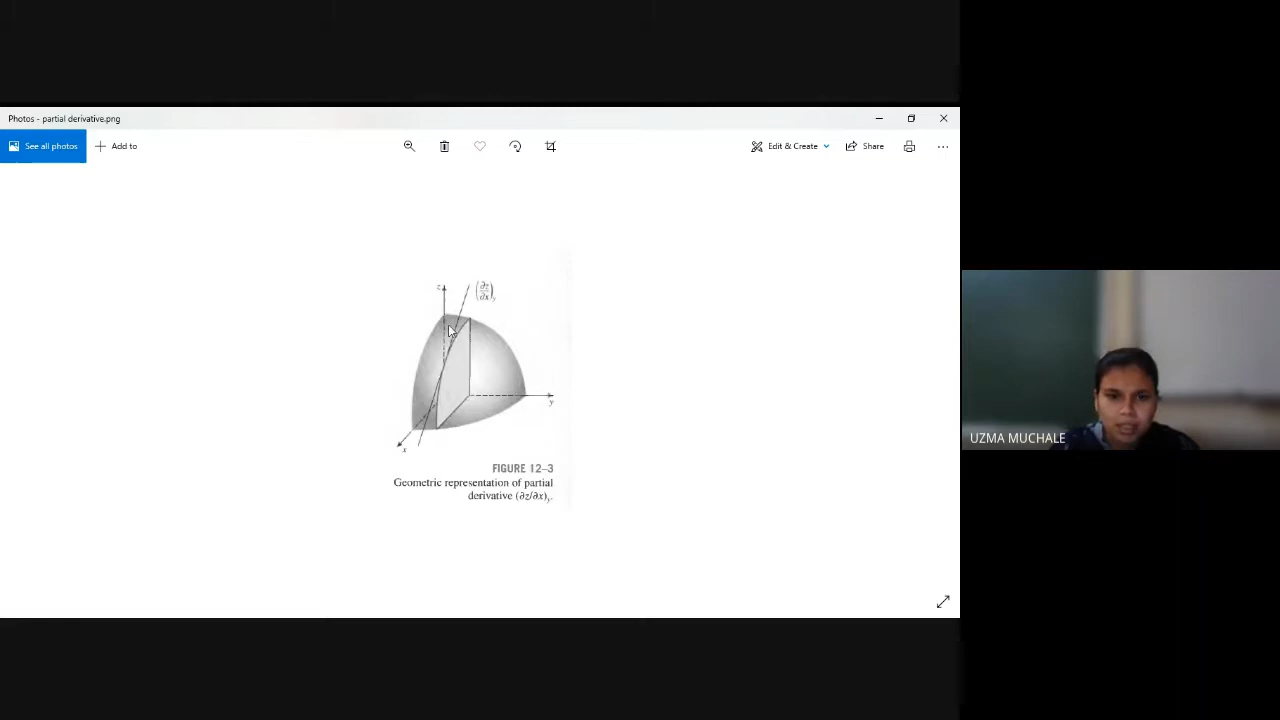 Photos - partial derivative.png
See all photos
Add to
Edit & Create
Share
z
(∂z/∂x)y
y
x
UZMA MUCHALE
FIGURE 12–3
Geometric representation of partial
derivative (∂z/∂x)y.